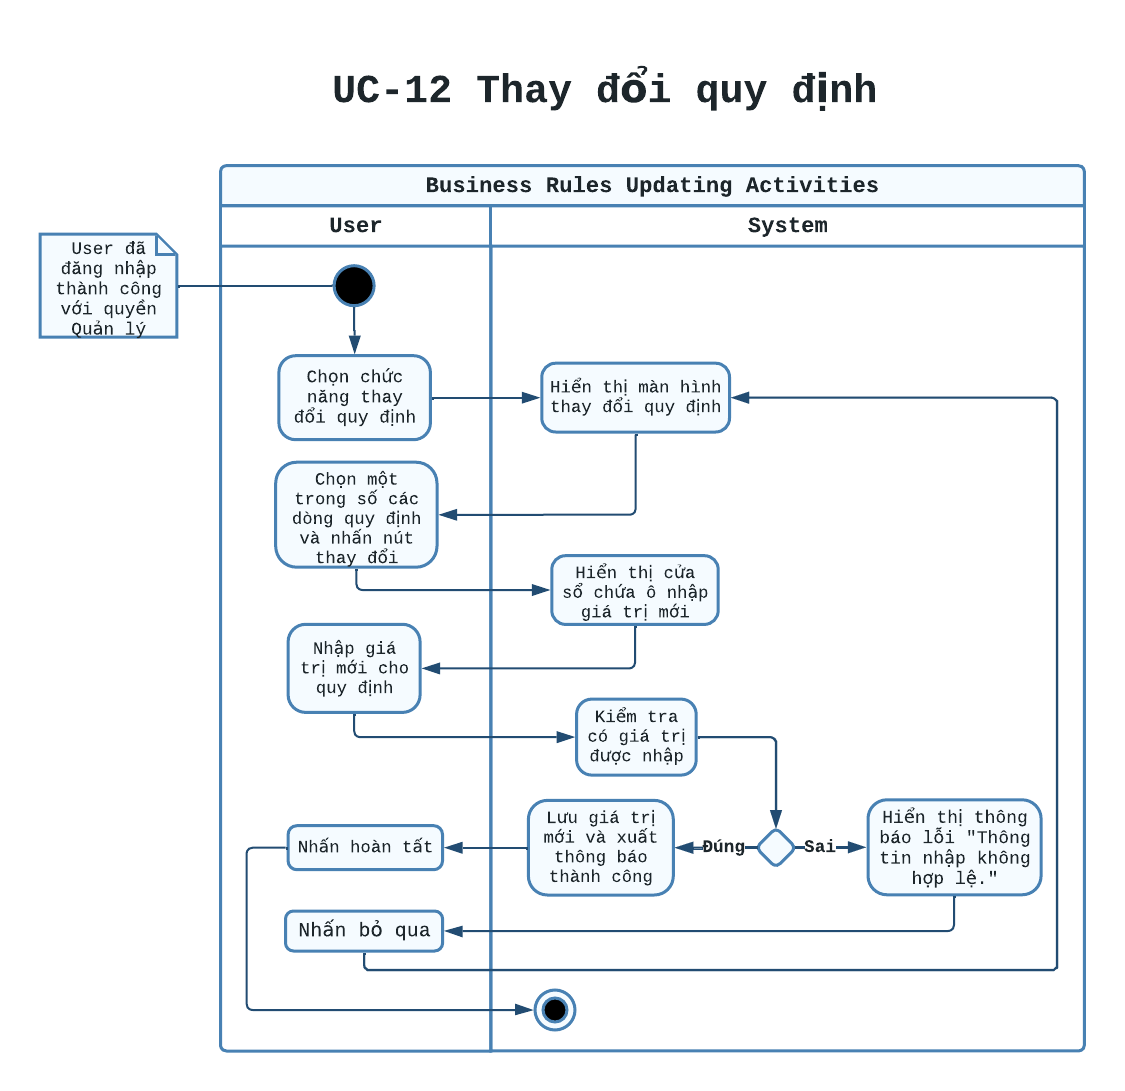 UC-12 Thay đổi quy định
Business Rules Updating Activities
User
System
User đã
đăng nhập
thành công
với quyền
Quản lý
Chọn chức
năng thay
đổi quy định
Hiển thị màn hình
thay đổi quy định
Chọn một
trong số các
dòng quy định
và nhấn nút
thay đổi
Hiển thị cửa
sổ chứa ô nhập
giá trị mới
Nhập giá
trị mới cho
quy định
Kiểm tra
có giá trị
được nhập
Nhấn hoàn tất
Lưu giá trị
mới và xuất
thông báo
thành công
Đúng
Sai
Hiển thị thông
báo lỗi "Thông
tin nhập không
hợp lệ."
Nhấn bỏ qua